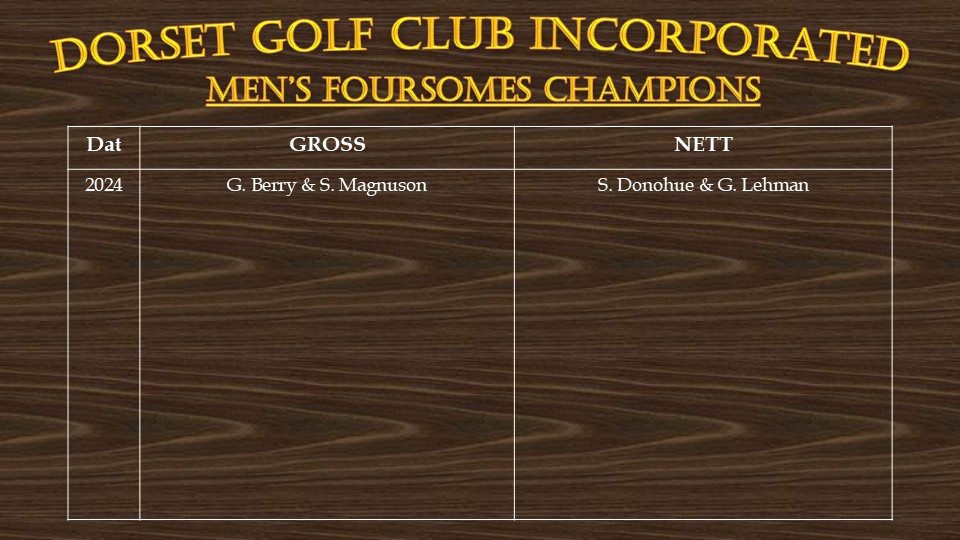 DORSET GOLF CLUB INCORPORATED
MEN'S FOURSOMES CHAMPIONS
Dat GROSS NETT
2024 G. Berry & S. Magnuson S. Donohue & G. Lehman